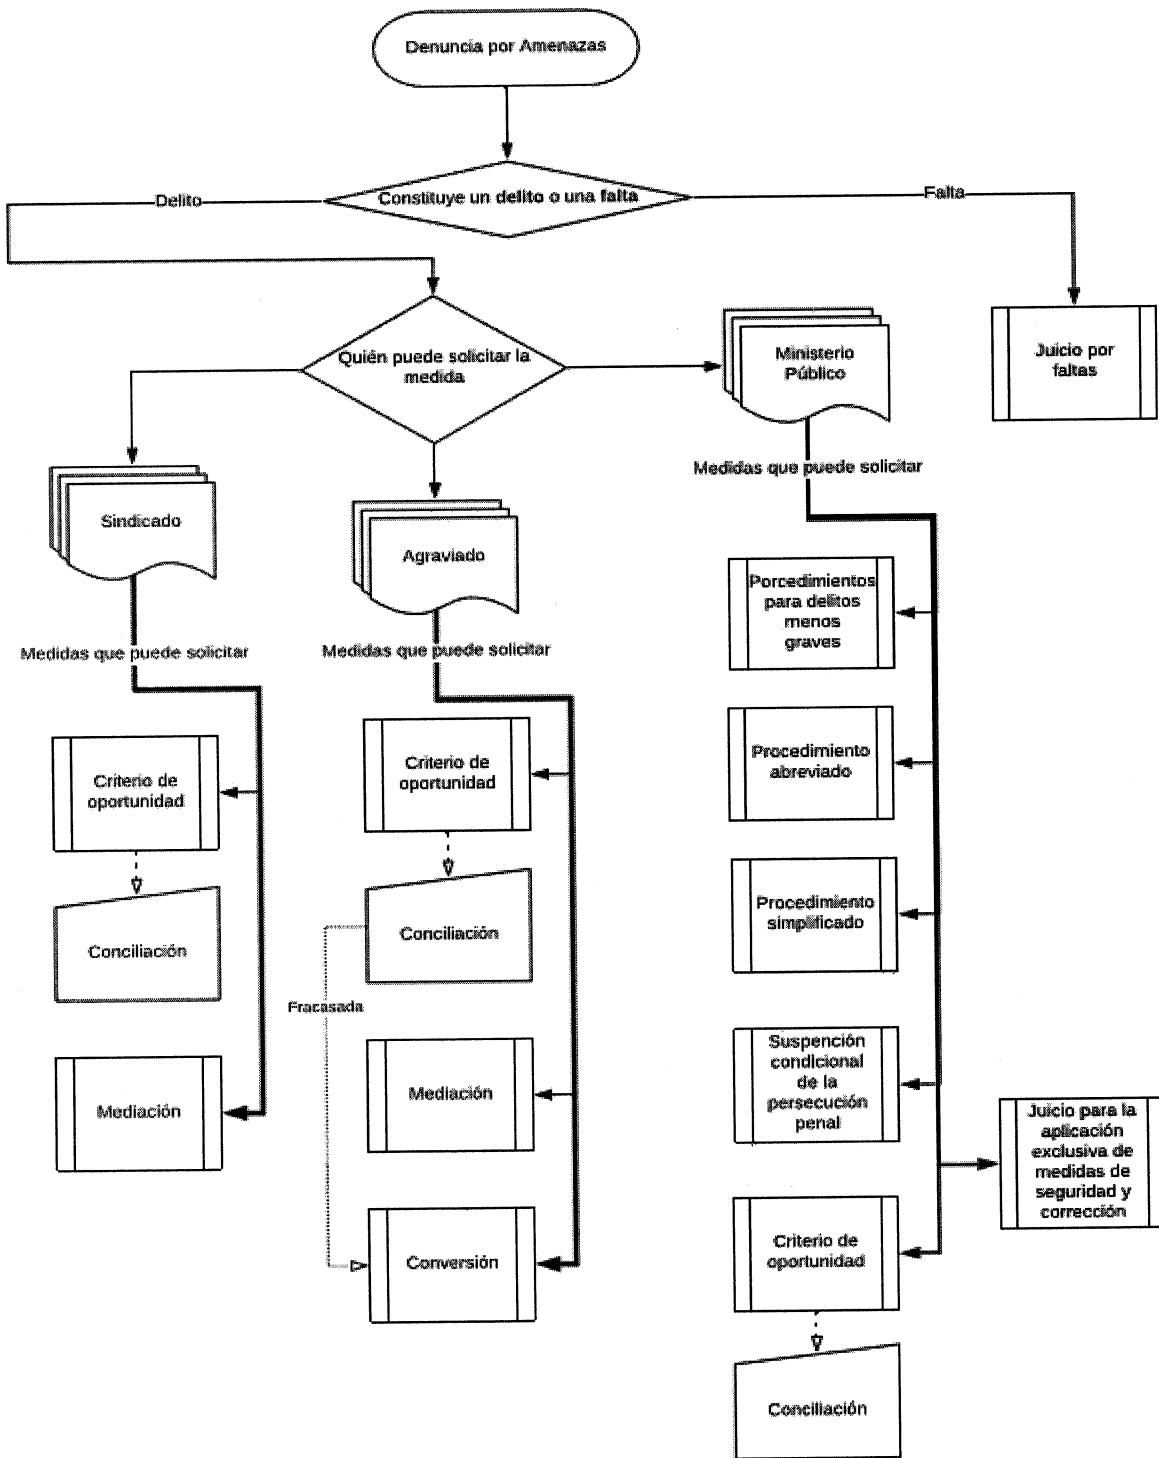 Denuncia por Amenazas
Constituye un delito o una falta
Delito
Falta
Quién puede solicitar la
medida
Ministerio
Público
Juicio por
faltas
Medidas que puede solicitar
Sindicado
Agraviado
Medidas que puede solicitar
Medidas que puede solicitar
Criterio de
oportunidad
Conciliación
Mediación
Criterio de
oportunidad
Conciliación
Fracasada
Mediación
Conversión
Porcedimientos
para delitos
menos
graves
Procedimiento
abreviado
Procedimiento
simplificado
Suspención
condicional
de la
persecución
penal
Juicio para la
aplicación
exclusiva de
medidas de
seguridad y
corrección
Criterio de
oportunidad
Conciliación